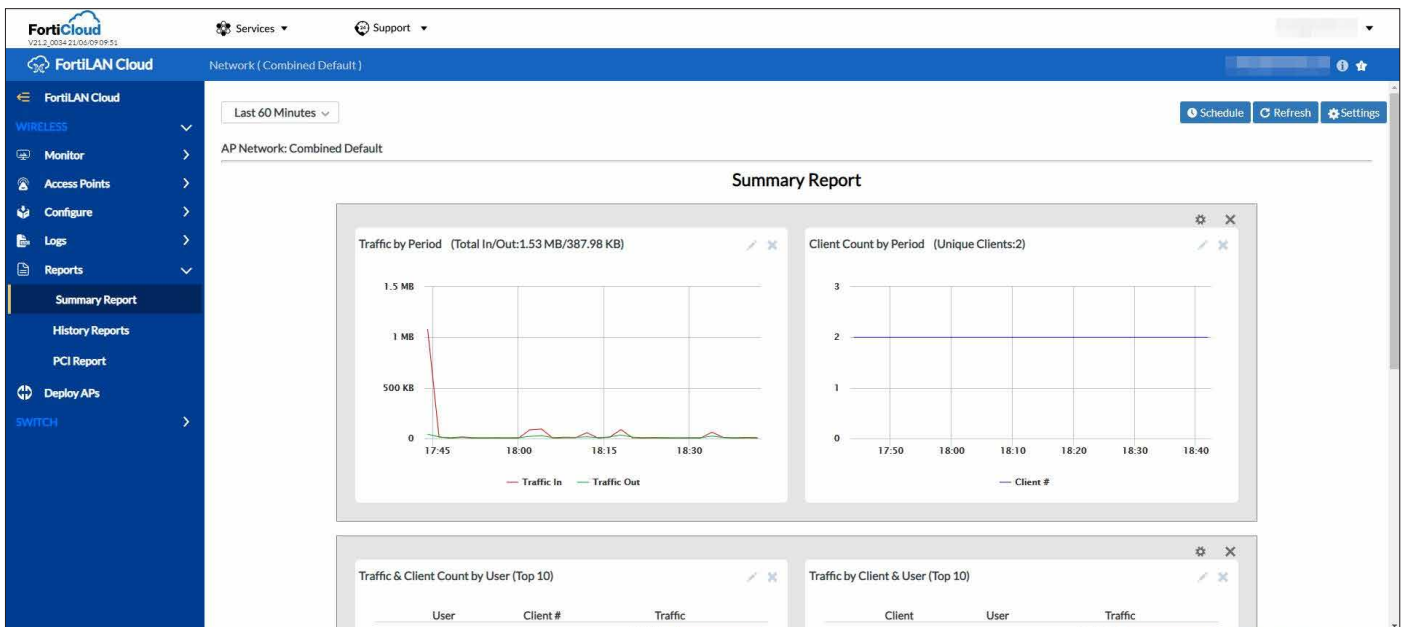 FortiCloud
V21.2_0034 21/06/09 09:51
Services
Support
FortiLAN Cloud
Network ( Combined Default )
FortiLAN Cloud
WIRELESS
Monitor
Access Points
Configure
Logs
Reports
Summary Report
History Reports
PCI Report
Deploy APs
SWITCH
Last 60 Minutes
Schedule
Refresh
Settings
AP Network: Combined Default
Summary Report
Traffic by Period (Total In/Out:1.53 MB/387.98 KB)
1.5 MB
1 MB
500 KB
0
17:45 18:00 18:15 18:30
Traffic In Traffic Out
Client Count by Period (Unique Clients:2)
3
2
1
0
17:50 18:00 18:10 18:20 18:30 18:40
Client #
Traffic & Client Count by User (Top 10)
User Client # Traffic
Traffic by Client & User (Top 10)
Client User Traffic